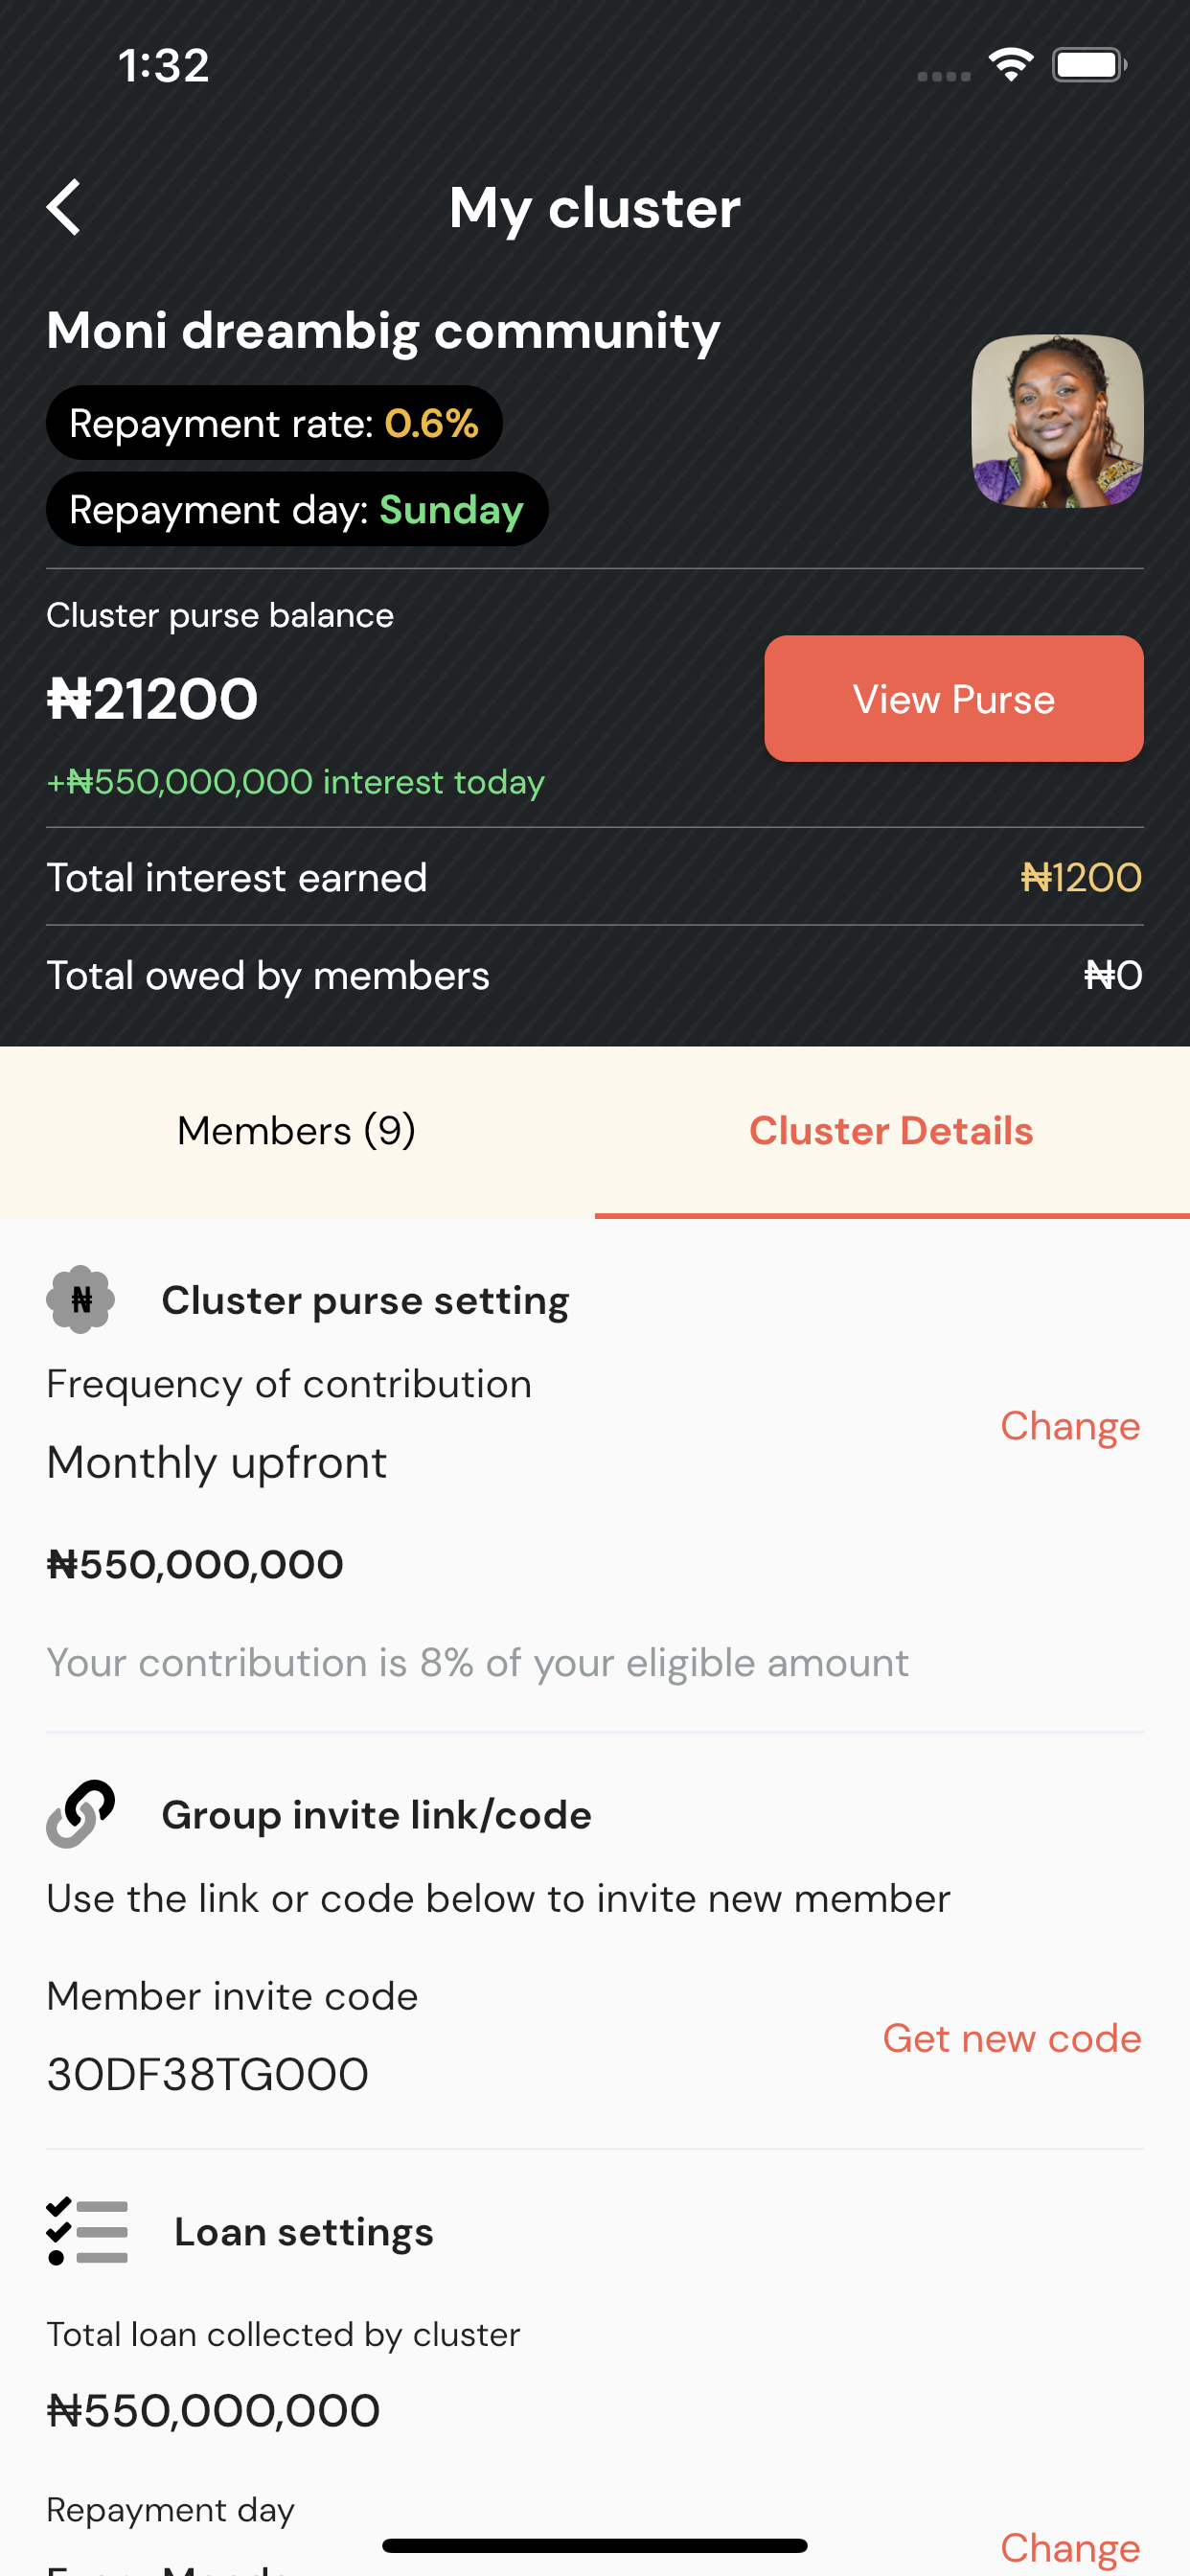 1:32
My cluster
Moni dreambig community
Repayment rate: 0.6%
Repayment day: Sunday
Cluster purse balance
₦21200
View Purse
+₦550,000,000 interest today
Total interest earned
₦1200
Total owed by members
₦0
Members (9)
Cluster Details
₦
Cluster purse setting
Frequency of contribution
Change
Monthly upfront
₦550,000,000
Your contribution is 8% of your eligible amount
Group invite link/code
Use the link or code below to invite new member
Member invite code
Get new code
30DF38TG000
Loan settings
Total loan collected by cluster
₦550,000,000
Repayment day
Change